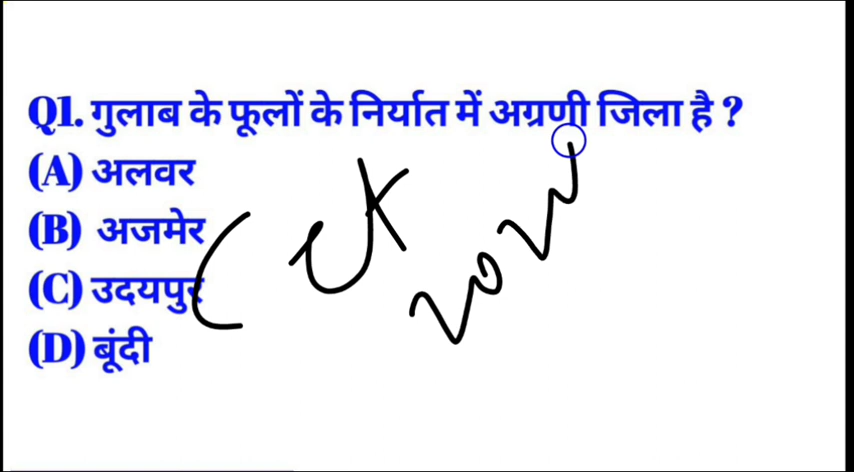 Q1. गुलाब के फूलों के निर्यात में अग्रणी जिला है ?
(A) अलवर
(B) अजमेर
(C) उदयपुर
(D) बूंदी